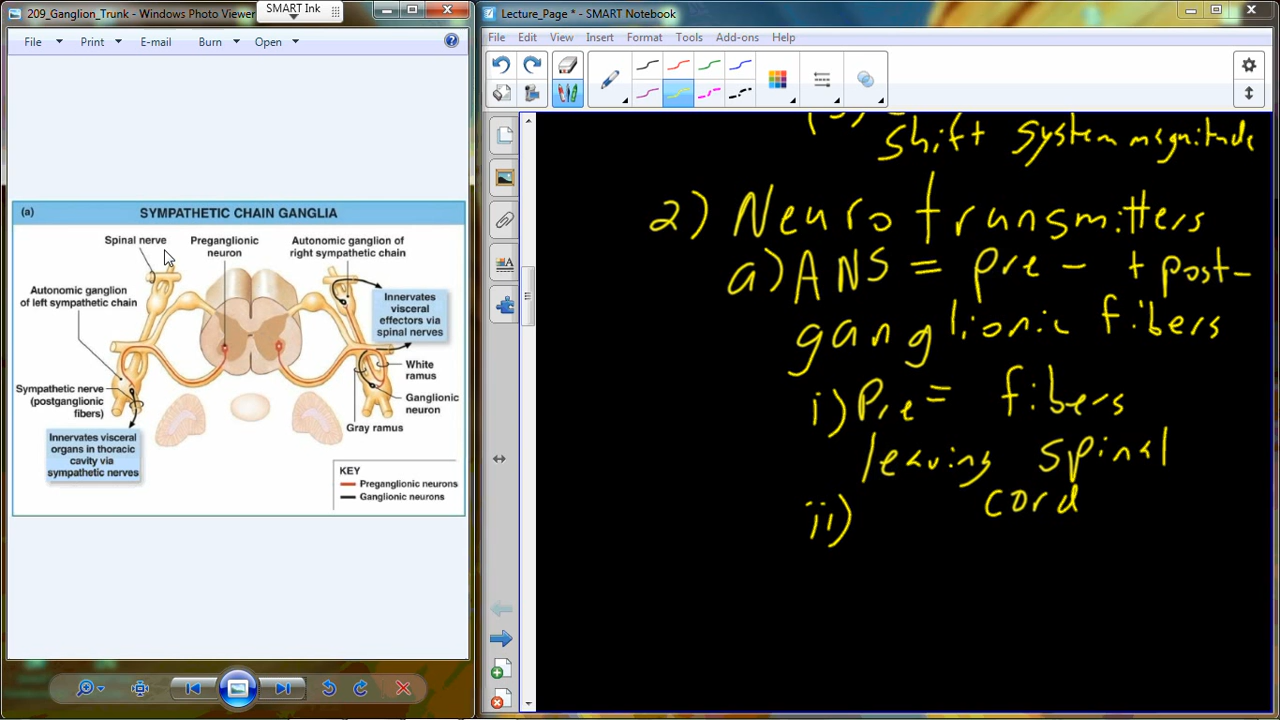 209_Ganglion_Trunk - Windows Photo Viewer
SMART Ink
File Print E-mail Burn Open
(a) SYMPATHETIC CHAIN GANGLIA
Spinal nerve
Preganglionic
neuron
Autonomic ganglion of
right sympathetic chain
Autonomic ganglion
of left sympathetic chain
Innervates
visceral
effectors via
spinal nerves
White
ramus
Sympathetic nerve
(postganglionic
fibers)
Ganglionic
neuron
Gray ramus
Innervates visceral
organs in thoracic
cavity via
sympathetic nerves
KEY
Preganglionic neurons
Ganglionic neurons
Lecture_Page * - SMART Notebook
File Edit View Insert Format Tools Add-ons Help
shift system magnitude
2) Neurotransmitters
a) ANS = pre- + post-
ganglionic fibers
i) Pre = fibers
leaving spinal
cord
ii)